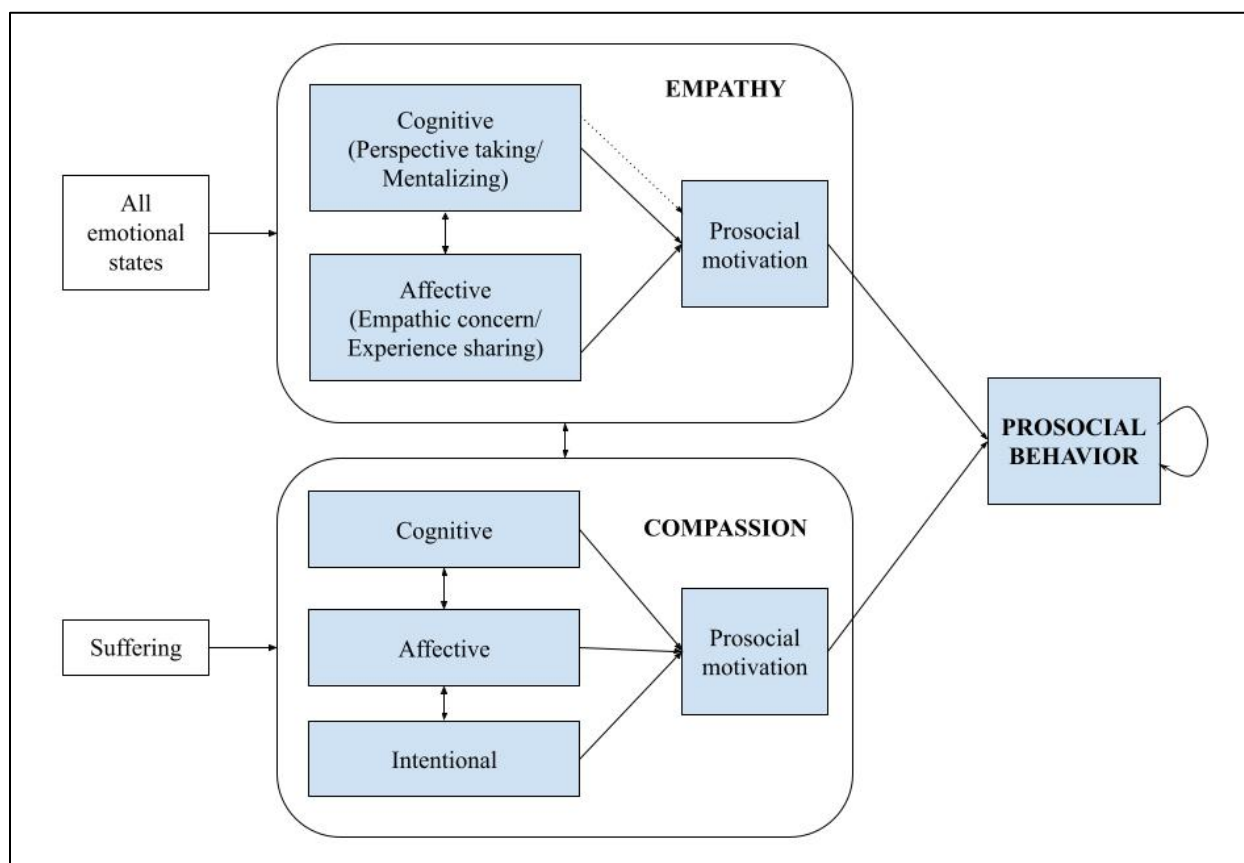 EMPATHY
Cognitive
(Perspective taking/
Mentalizing)
All
emotional
states
Prosocial
motivation
Affective
(Empathic concern/
Experience sharing)
PROSOCIAL
BEHAVIOR
COMPASSION
Cognitive
Suffering
Affective
Prosocial
motivation
Intentional